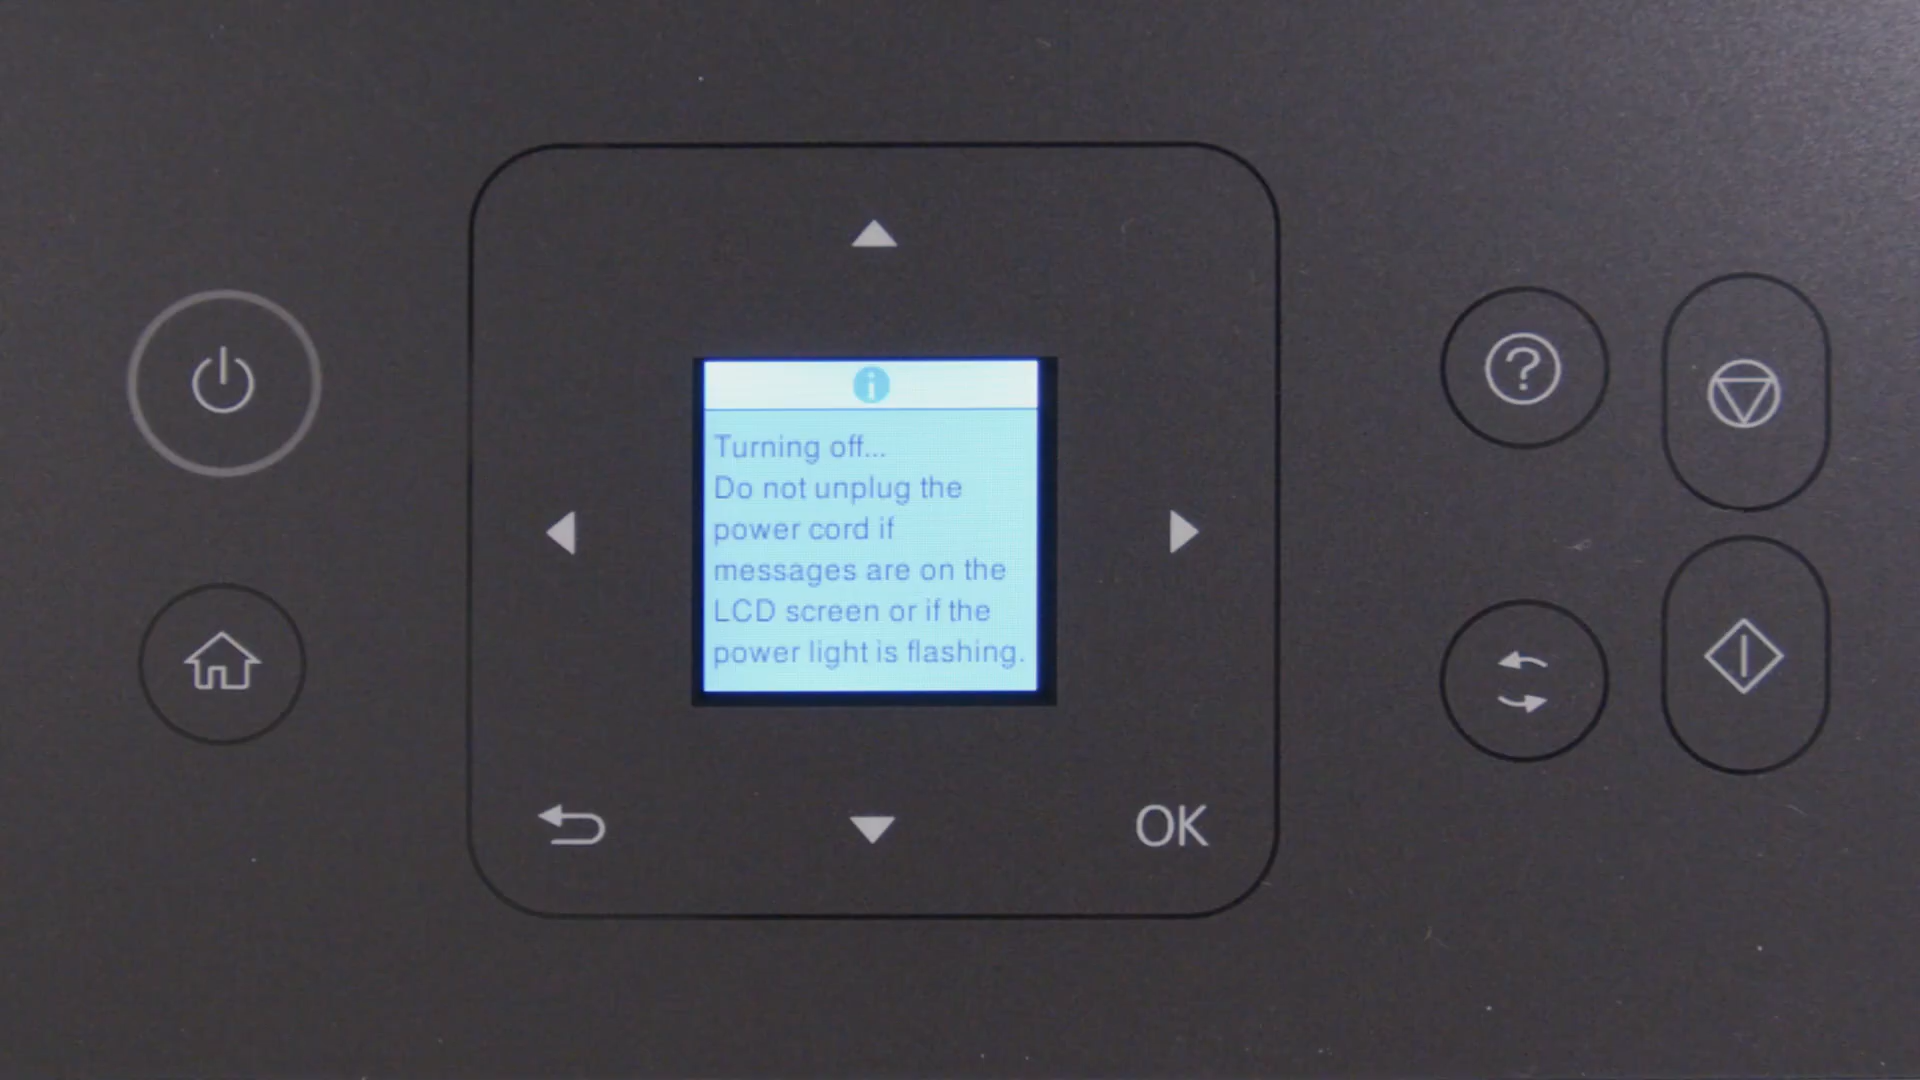 Turning off...
Do not unplug the
power cord if
messages are on the
LCD screen or if the
power light is flashing.
OK